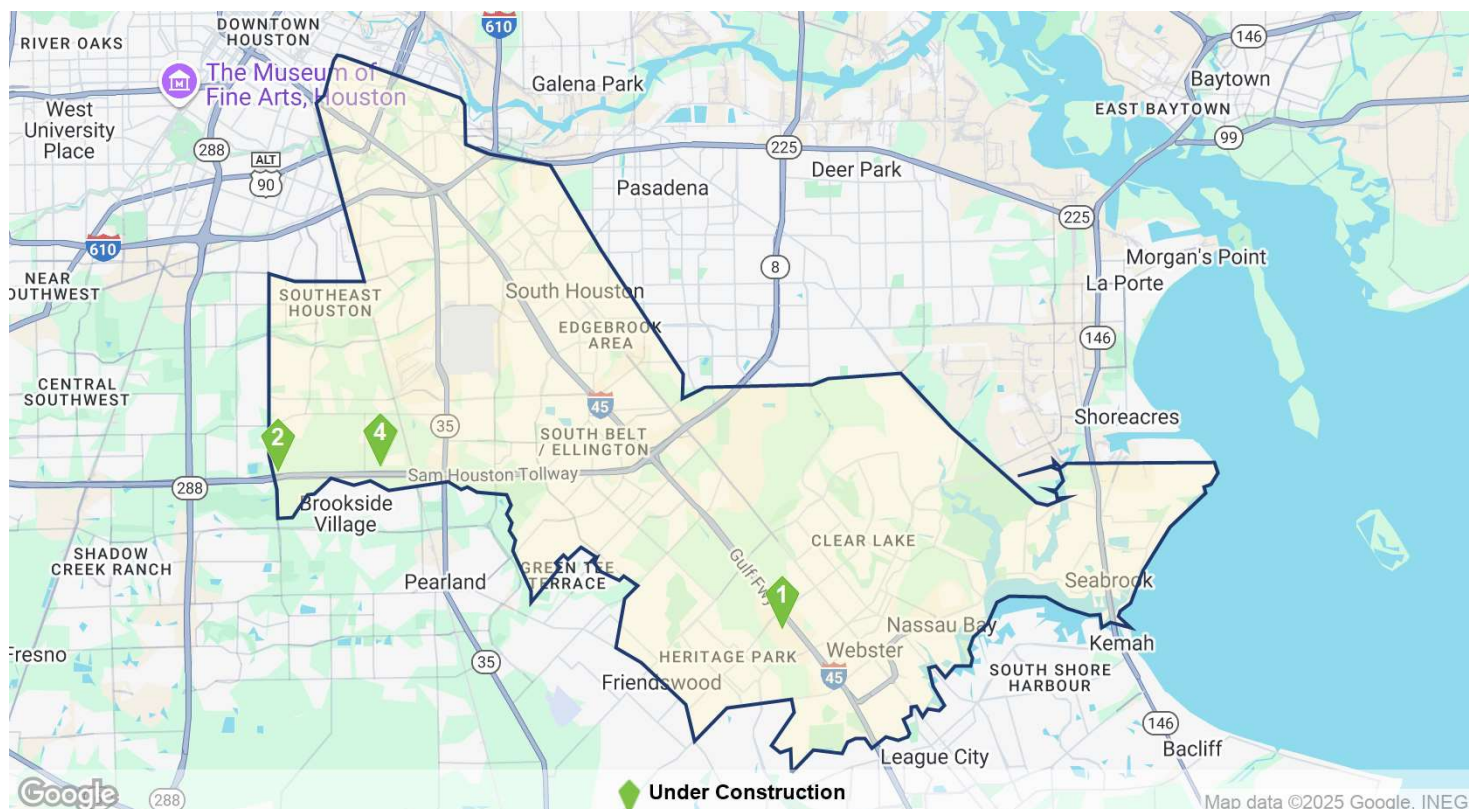 DOWNTOWN
HOUSTON
RIVER OAKS
610
146
Baytown
The Museum of
Fine Arts, Houston
Galena Park
EAST BAYTOWN
West
University
Place
99
288
ALT
90
225
Deer Park
Pasadena
225
610
8
Morgan's Point
La Porte
NEAR
OUTHWEST
SOUTHEAST
HOUSTON
South Houston
EDGEBROOK
AREA
146
CENTRAL
SOUTHWEST
45
Shoreacres
2
4
35
SOUTH BELT
/ ELLINGTON
Sam Houston Tollway
288
Brookside
Village
CLEAR LAKE
SHADOW
CREEK RANCH
Pearland
GREEN TEE
TERRACE
Gulf Fwy
1
Seabrook
Nassau Bay
Kemah
Fresno
35
HERITAGE PARK
Webster
Friendswood
45
SOUTH SHORE
HARBOUR
146
Bacliff
League City
Google
288
Under Construction
Map data ©2025 Google, INEG